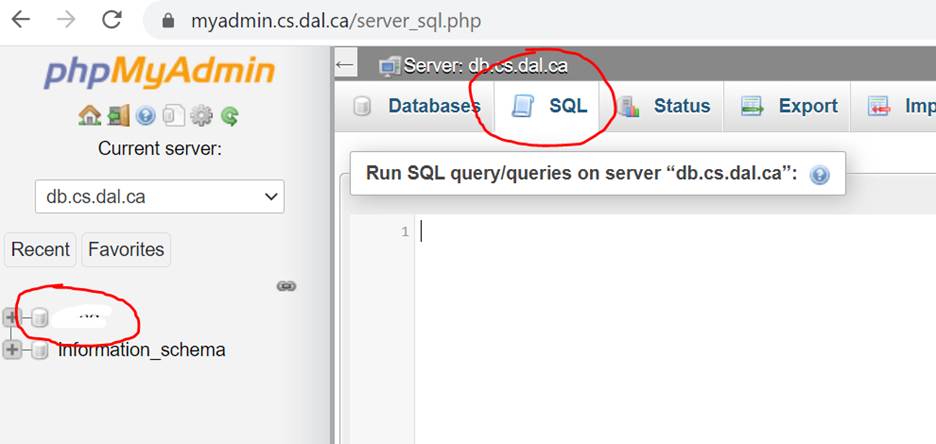 myadmin.cs.dal.ca/server_sql.php
phpMyAdmin
Current server:
db.cs.dal.ca
Recent Favorites
information_schema
Server: db.cs.dal.ca
Databases SQL Status Export Imp
Run SQL query/queries on server “db.cs.dal.ca”:
1